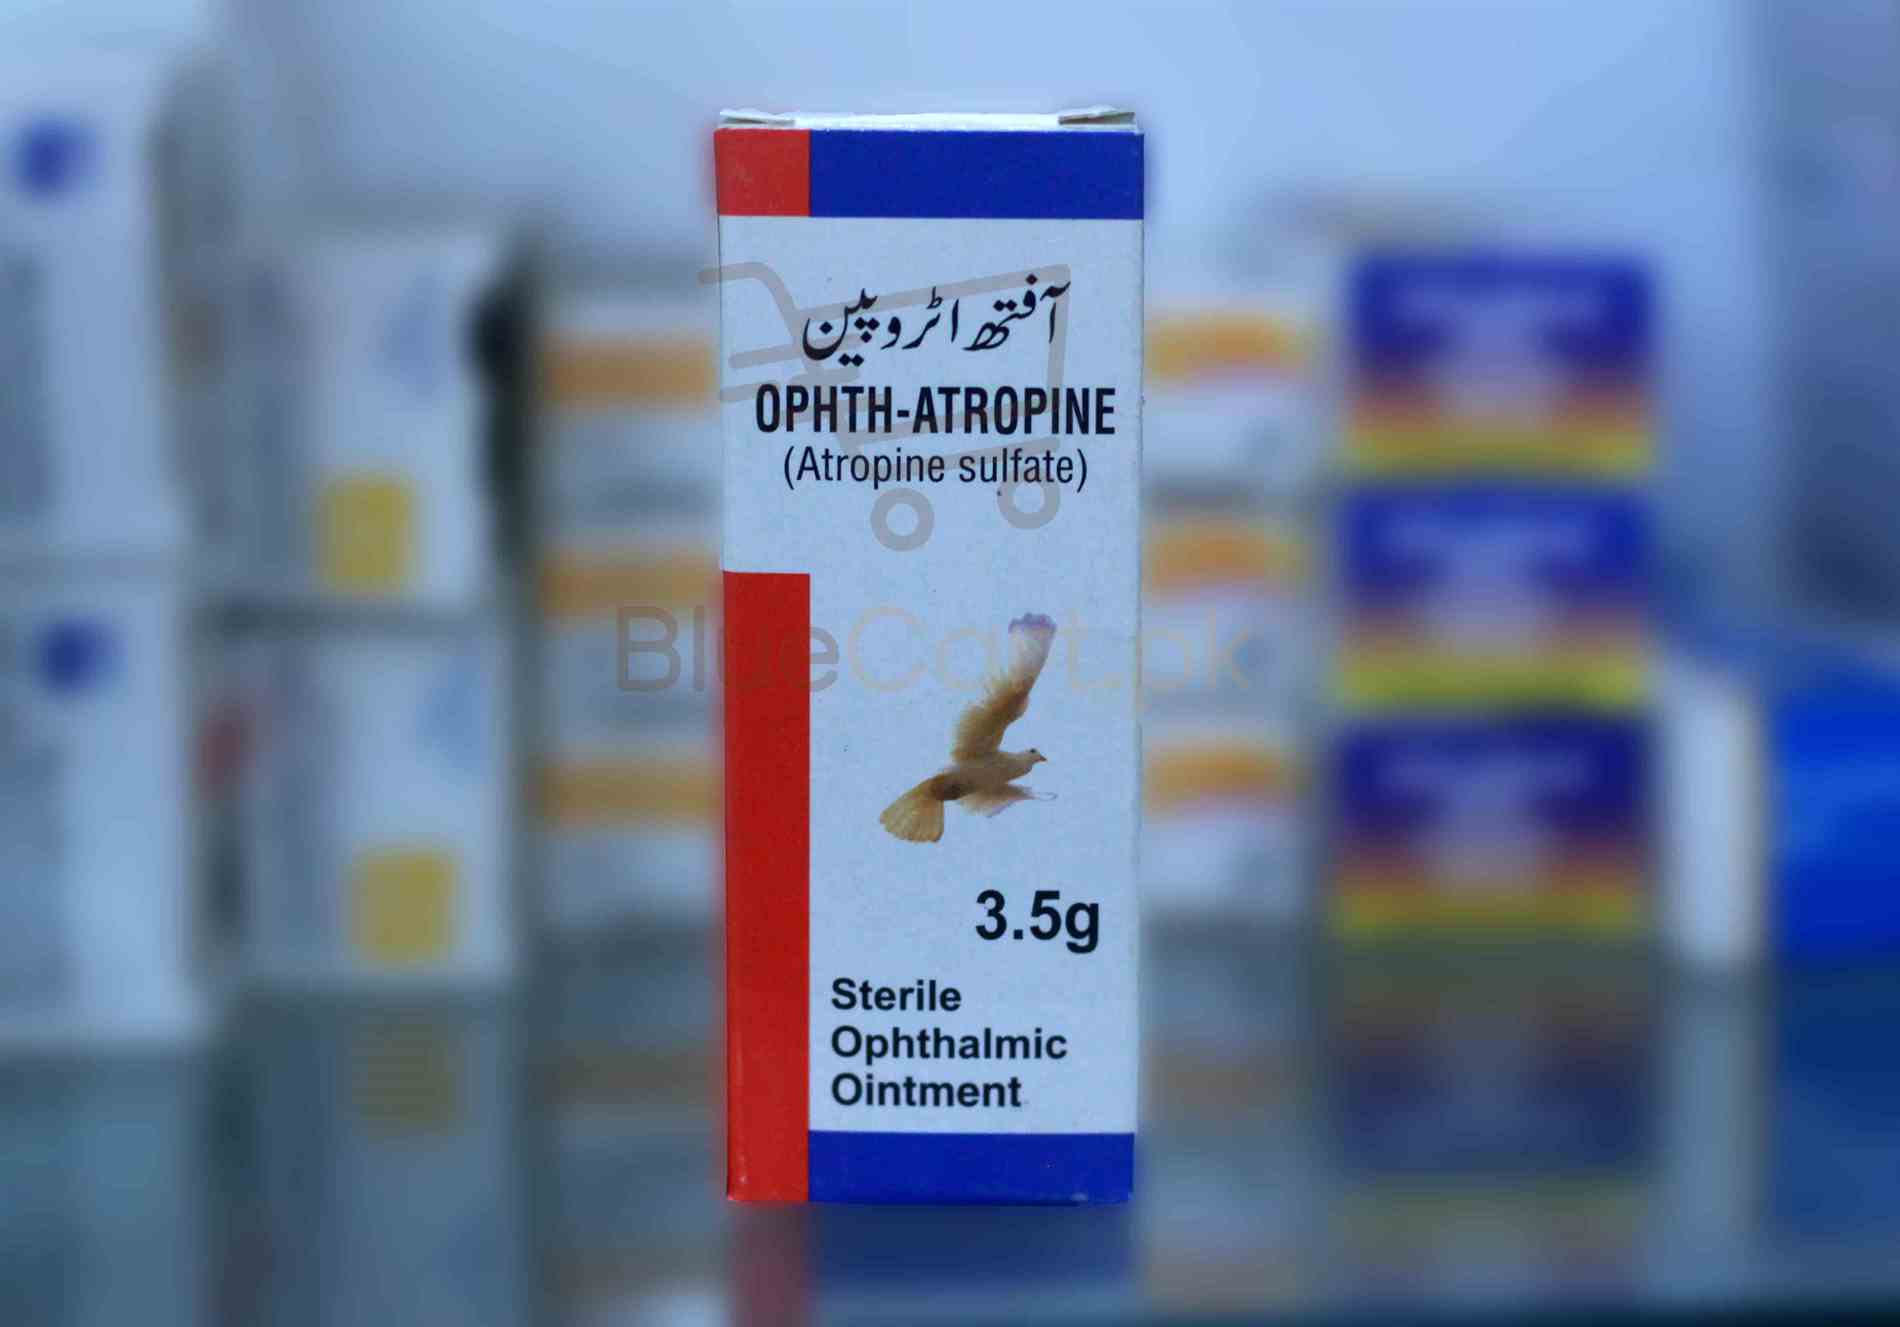 آفتھ اٹروپین
OPHTH-ATROPINE
(Atropine sulfate)
BlueCart.pk
3.5g
Sterile
Ophthalmic
Ointment